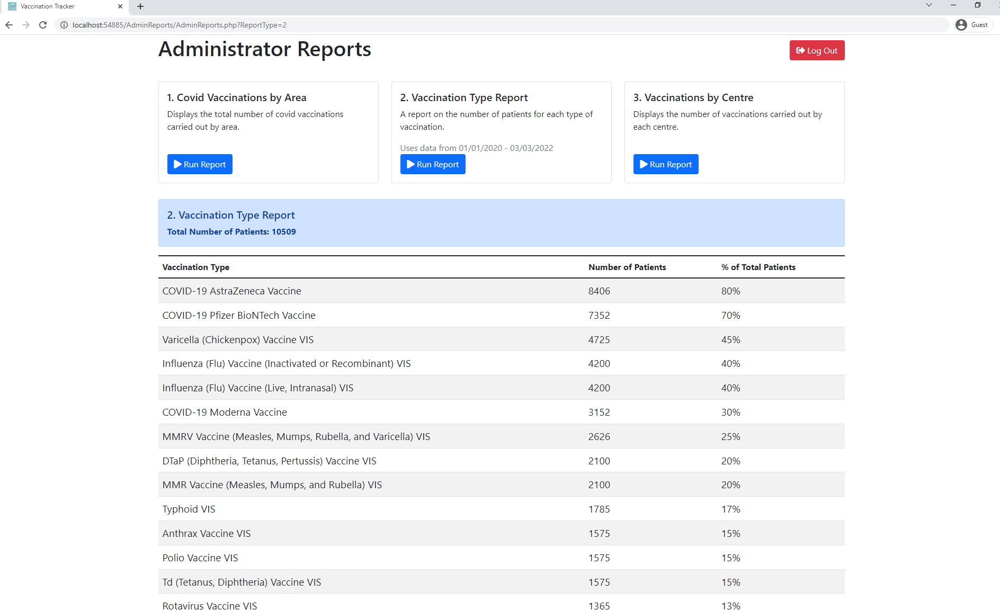 Vaccination Tracker
localhost:54885/AdminReports/AdminReports.php?ReportType=2
Guest
Administrator Reports
Log Out
1. Covid Vaccinations by Area
Displays the total number of covid vaccinations
carried out by area.
Run Report
2. Vaccination Type Report
A report on the number of patients for each type of
vaccination.
Uses data from 01/01/2020 - 03/03/2022
Run Report
3. Vaccinations by Centre
Displays the number of vaccinations carried out by
each centre.
Run Report
2. Vaccination Type Report
Total Number of Patients: 10509
Vaccination Type Number of Patients % of Total Patients
COVID-19 AstraZeneca Vaccine 8406 80%
COVID-19 Pfizer BioNTech Vaccine 7352 70%
Varicella (Chickenpox) Vaccine VIS 4725 45%
Influenza (Flu) Vaccine (Inactivated or Recombinant) VIS 4200 40%
Influenza (Flu) Vaccine (Live, Intranasal) VIS 4200 40%
COVID-19 Moderna Vaccine 3152 30%
MMRV Vaccine (Measles, Mumps, Rubella, and Varicella) VIS 2626 25%
DTaP (Diphtheria, Tetanus, Pertussis) Vaccine VIS 2100 20%
MMR Vaccine (Measles, Mumps, and Rubella) VIS 2100 20%
Typhoid VIS 1785 17%
Anthrax Vaccine VIS 1575 15%
Polio Vaccine VIS 1575 15%
Td (Tetanus, Diphtheria) Vaccine VIS 1575 15%
Rotavirus Vaccine VIS 1365 13%